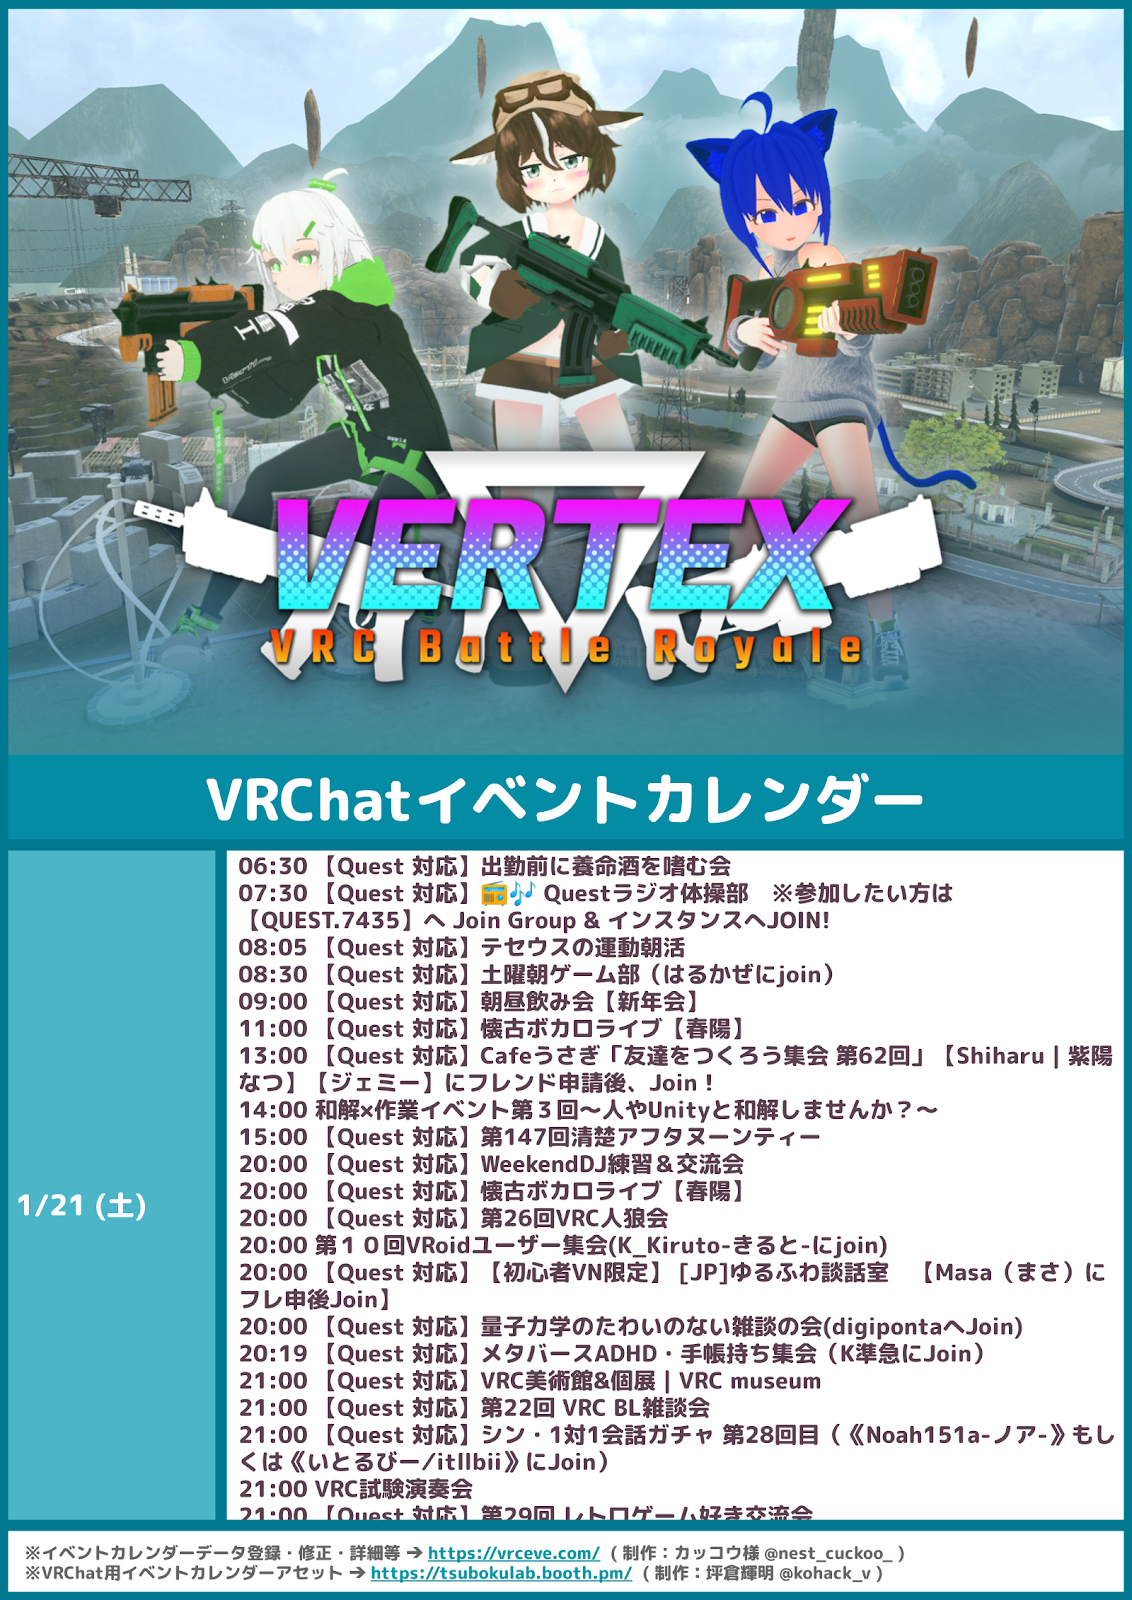 VERTEX
VRC Battle Royale
VRChatイベントカレンダー
1/21 (土)
06:30 【Quest 対応】出勤前に養命酒を嗜む会
07:30 【Quest 対応】📻🎶 Questラジオ体操部　※参加したい方は
【QUEST.7435】へ Join Group & インスタンスへJOIN!
08:05 【Quest 対応】テセウスの運動朝活
08:30 【Quest 対応】土曜朝ゲーム部（はるかぜにjoin）
09:00 【Quest 対応】朝昼飲み会【新年会】
11:00 【Quest 対応】懐古ボカロライブ【春陽】
13:00 【Quest 対応】Cafeうさぎ「友達をつくろう集会 第62回」【Shiharu | 紫陽
なつ】【ジェミー】にフレンド申請後、Join！
14:00 和解×作業イベント第３回～人やUnityと和解しませんか？～
15:00 【Quest 対応】第147回清楚アフタヌーンティー
20:00 【Quest 対応】WeekendDJ練習＆交流会
20:00 【Quest 対応】懐古ボカロライブ【春陽】
20:00 【Quest 対応】第26回VRC人狼会
20:00 第１０回VRoidユーザー集会(K_Kiruto-きると-にjoin)
20:00 【Quest 対応】【初心者VN限定】 [JP]ゆるふわ談話室　【Masa（まさ）に
フレ申後Join】
20:00 【Quest 対応】量子力学のたわいのない雑談の会(digipontaへJoin)
20:19 【Quest 対応】メタバースADHD・手帳持ち集会（K準急にJoin）
21:00 【Quest 対応】VRC美術館&個展 | VRC museum
21:00 【Quest 対応】第22回 VRC BL雑談会
21:00 【Quest 対応】シン・1対1会話ガチャ 第28回目（《Noah151a-ノア-》もし
くは《いとるびー/itllbii》にJoin）
21:00 VRC試験演奏会
21:00 【Quest 対応】第29回 レトロゲーム好き交流会
※イベントカレンダーデータ登録・修正・詳細等 ➔ https://vrceve.com/ （制作：カッコウ様 @nest_cuckoo_ ）
※VRChat用イベントカレンダーアセット ➔ https://tsubokulab.booth.pm/ （制作：坪倉輝明 @kohack_v ）